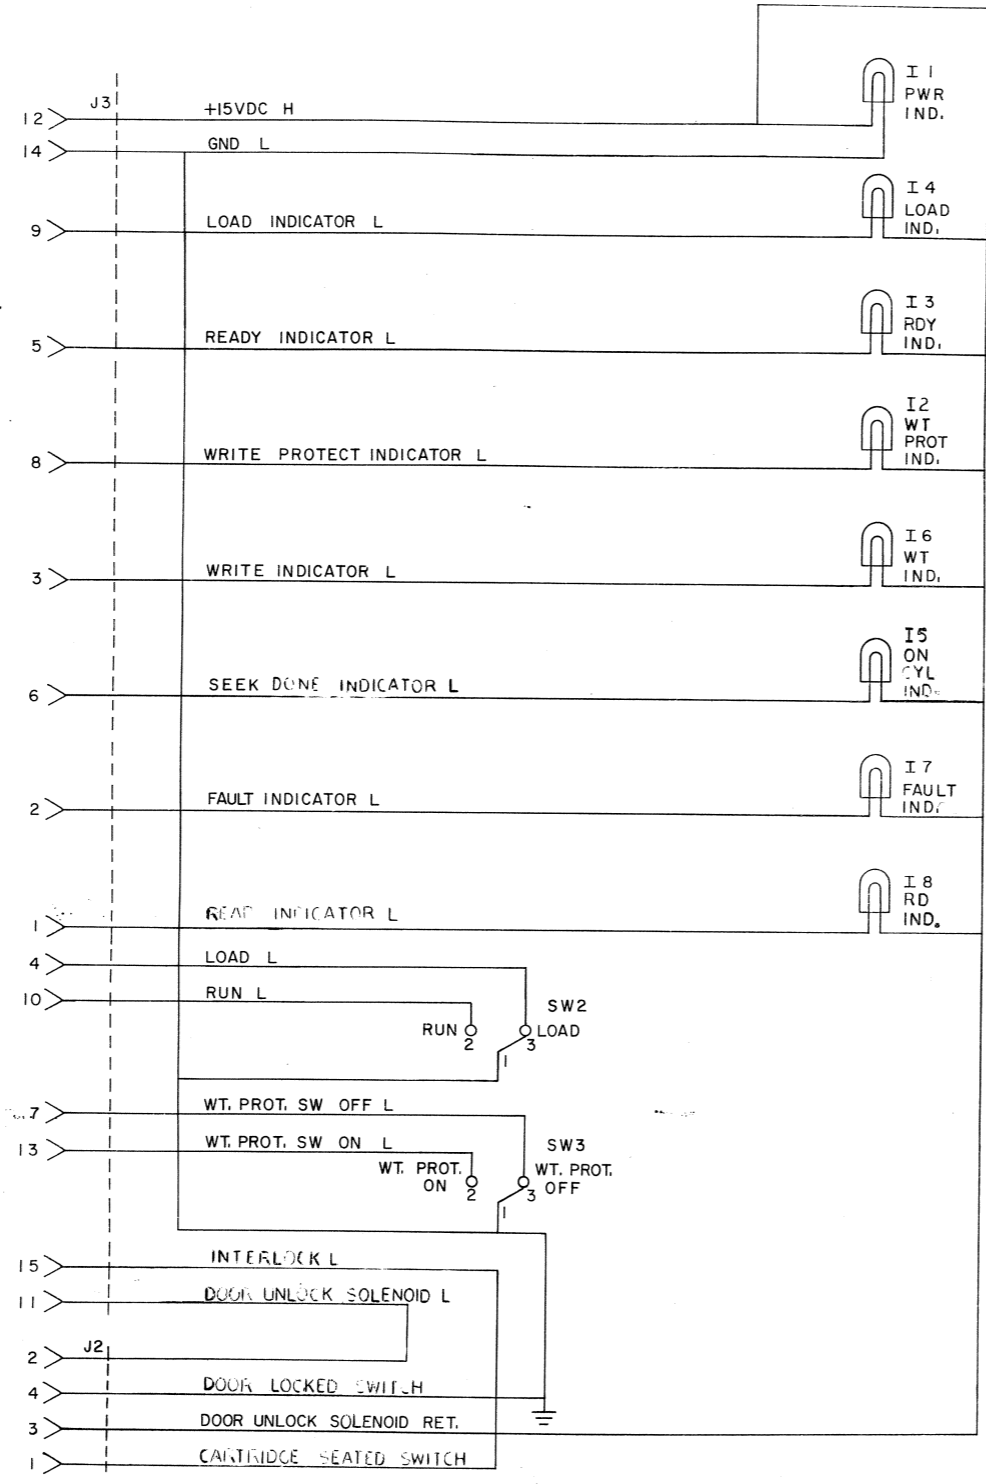 I 1
PWR
IND.
J3
+15VDC H
12
GND L
14
I 4
LOAD
IND.
LOAD INDICATOR L
9
I 3
RDY
IND.
READY INDICATOR L
5
I2
WT
PROT
IND.
WRITE PROTECT INDICATOR L
8
I 6
WT
IND.
WRITE INDICATOR L
3
I5
ON
CYL
IND.
SEEK DONE INDICATOR L
6
I 7
FAULT
IND.
FAULT INDICATOR L
2
I 8
RD
IND.
READ INDICATOR L
1
LOAD L
4
RUN L
10
SW2
RUN
2
3
LOAD
1
WT. PROT. SW OFF L
7
WT. PROT. SW ON L
13
SW3
WT. PROT.
ON
2
3
WT. PROT.
OFF
1
INTERLOCK L
15
DOOR UNLOCK SOLENOID L
11
J2
2
DOOR LOCKED SWITCH
4
DOOR UNLOCK SOLENOID RET.
3
CARTRIDGE SEATED SWITCH
1